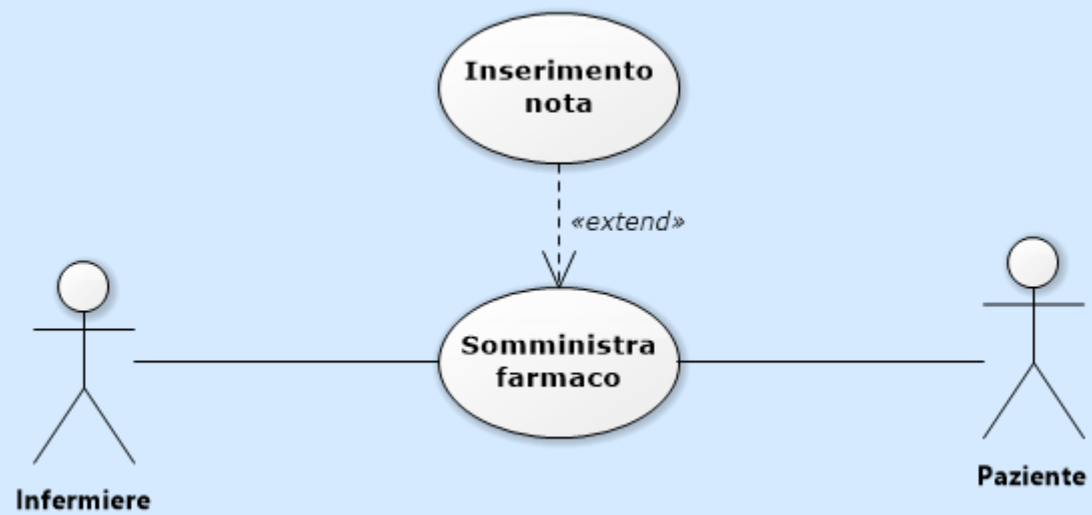 Inserimento
nota
«extend»
Somministra
farmaco
Infermiere
Paziente